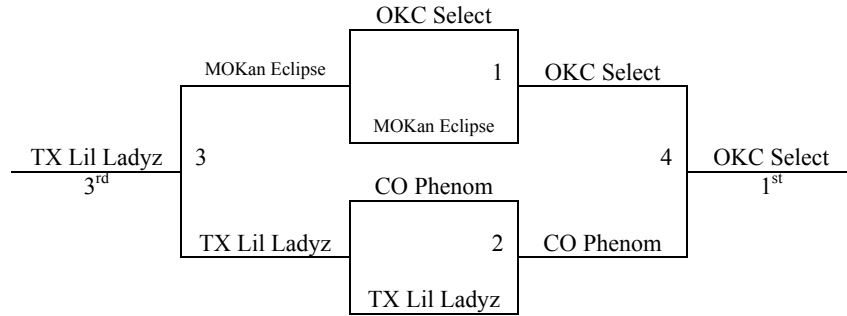 OKC Select
MOKan Eclipse 1 OKC Select
MOKan Eclipse
TX Lil Ladyz 3 4 OKC Select
3rd CO Phenom 1st
TX Lil Ladyz 2 CO Phenom
TX Lil Ladyz